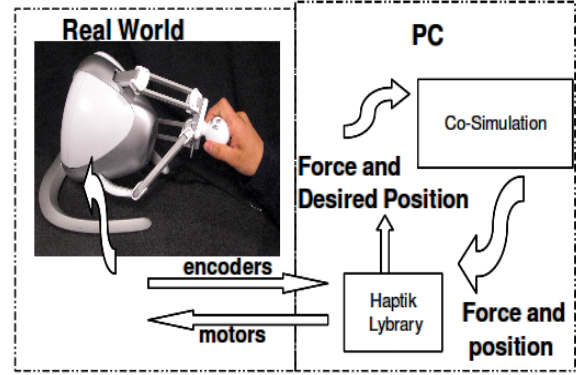 Real World
PC
Co-Simulation
Force and
Desired Position
encoders
motors
Haptik
Lybrary
Force and
position